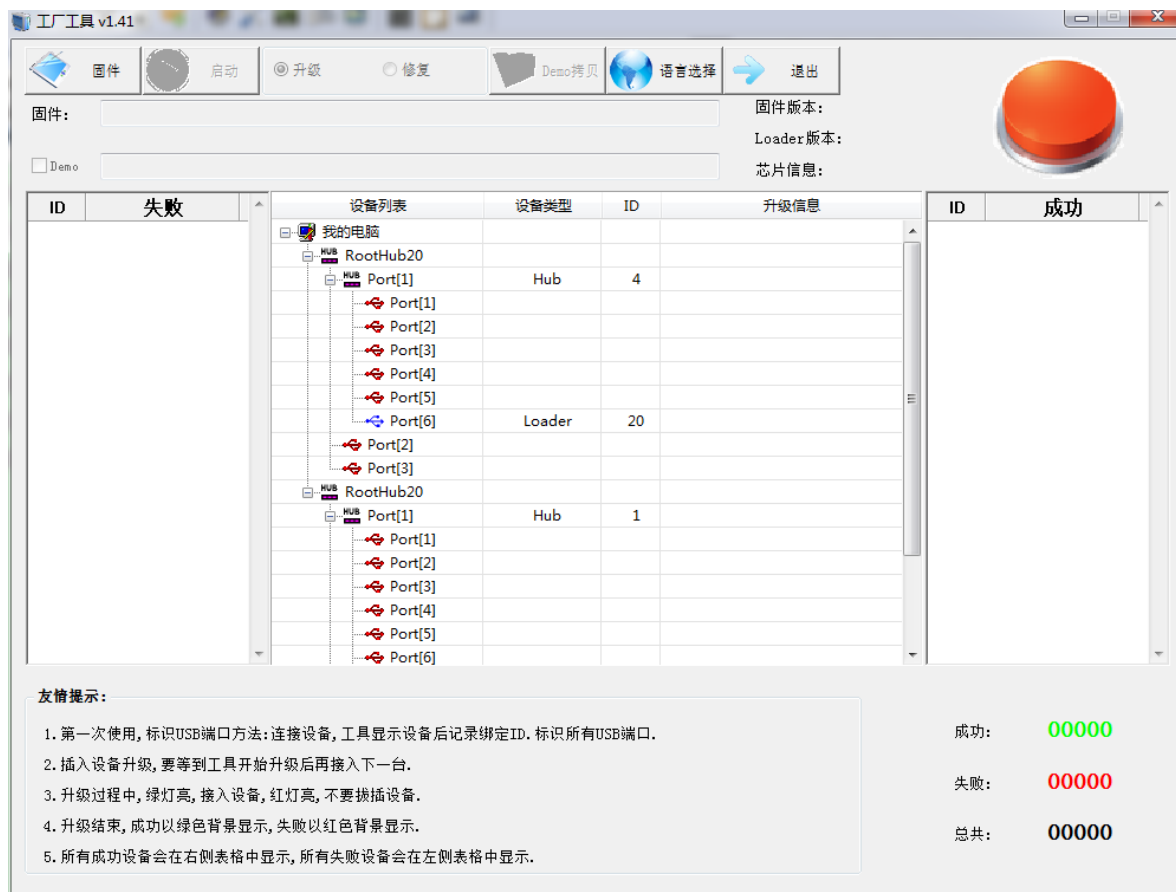 工厂工具 v1.41
固件 启动 升级 修复 Demo拷贝 语言选择 退出
固件: 固件版本:
Loader版本:
Demo 芯片信息:
ID 失败
设备列表 设备类型 ID 升级信息
我的电脑
HUB RootHub20
HUB Port[1] Hub 4
Port[1]
Port[2]
Port[3]
Port[4]
Port[5]
Port[6] Loader 20
Port[2]
Port[3]
HUB RootHub20
HUB Port[1] Hub 1
Port[1]
Port[2]
Port[3]
Port[4]
Port[5]
Port[6]
ID 成功
友情提示:
1.第一次使用,标识USB端口方法:连接设备,工具显示设备后记录绑定ID.标识所有USB端口.
2.插入设备升级,要等到工具开始升级后再接入下一台.
3.升级过程中,绿灯亮,接入设备,红灯亮,不要拔插设备.
4.升级结束,成功以绿色背景显示,失败以红色背景显示.
5.所有成功设备会在右侧表格中显示,所有失败设备会在左侧表格中显示.
成功: 00000
失败: 00000
总共: 00000